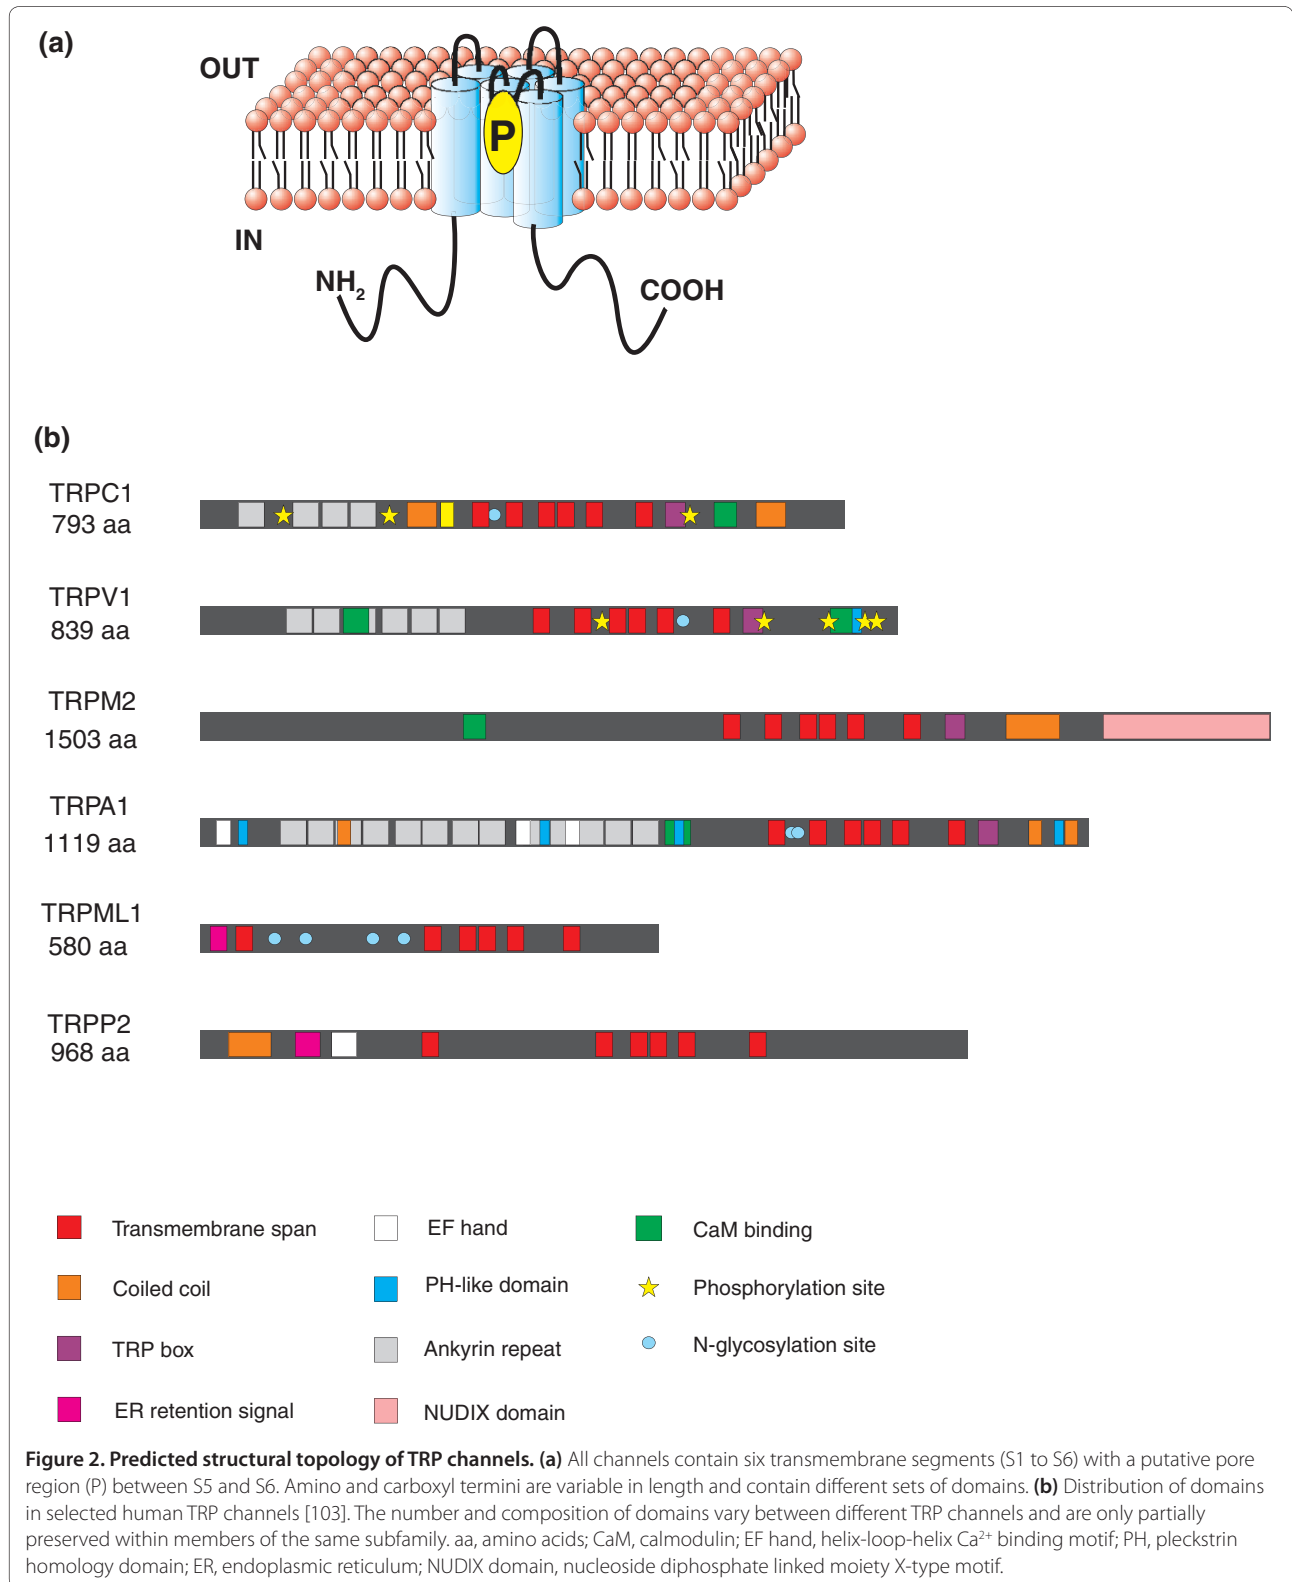 (a)
OUT
P
IN
NH2
COOH
(b)
TRPC1
793 aa
TRPV1
839 aa
TRPM2
1503 aa
TRPA1
1119 aa
TRPML1
580 aa
TRPP2
968 aa
Transmembrane span
EF hand
CaM binding
Coiled coil
PH-like domain
Phosphorylation site
TRP box
Ankyrin repeat
N-glycosylation site
ER retention signal
NUDIX domain
Figure 2. Predicted structural topology of TRP channels. (a) All channels contain six transmembrane segments (S1 to S6) with a putative pore
region (P) between S5 and S6. Amino and carboxyl termini are variable in length and contain different sets of domains. (b) Distribution of domains
in selected human TRP channels [103]. The number and composition of domains vary between different TRP channels and are only partially
preserved within members of the same subfamily. aa, amino acids; CaM, calmodulin; EF hand, helix-loop-helix Ca2+ binding motif; PH, pleckstrin
homology domain; ER, endoplasmic reticulum; NUDIX domain, nucleoside diphosphate linked moiety X-type motif.